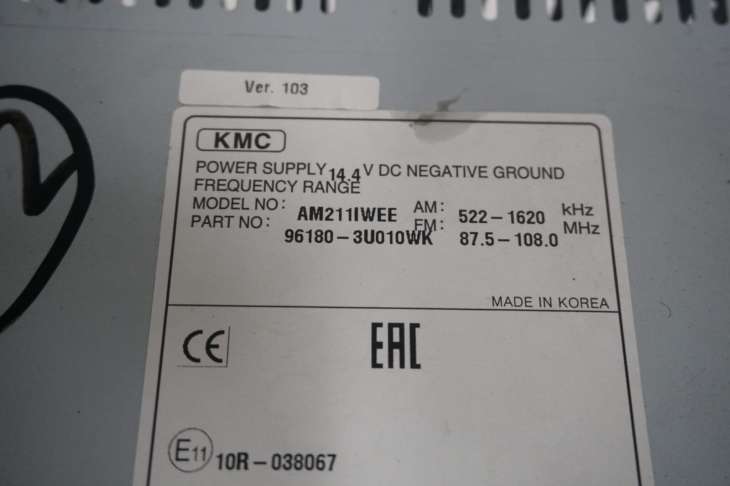 Ver. 103
KMC
POWER SUPPLY 14.4 V DC NEGATIVE GROUND
FREQUENCY RANGE
MODEL NO: AM211IWEE AM: 522-1620 kHz
PART NO: 96180-3U010WK FM: 87.5-108.0 MHz
MADE IN KOREA
CE EAC
E11 10R-038067